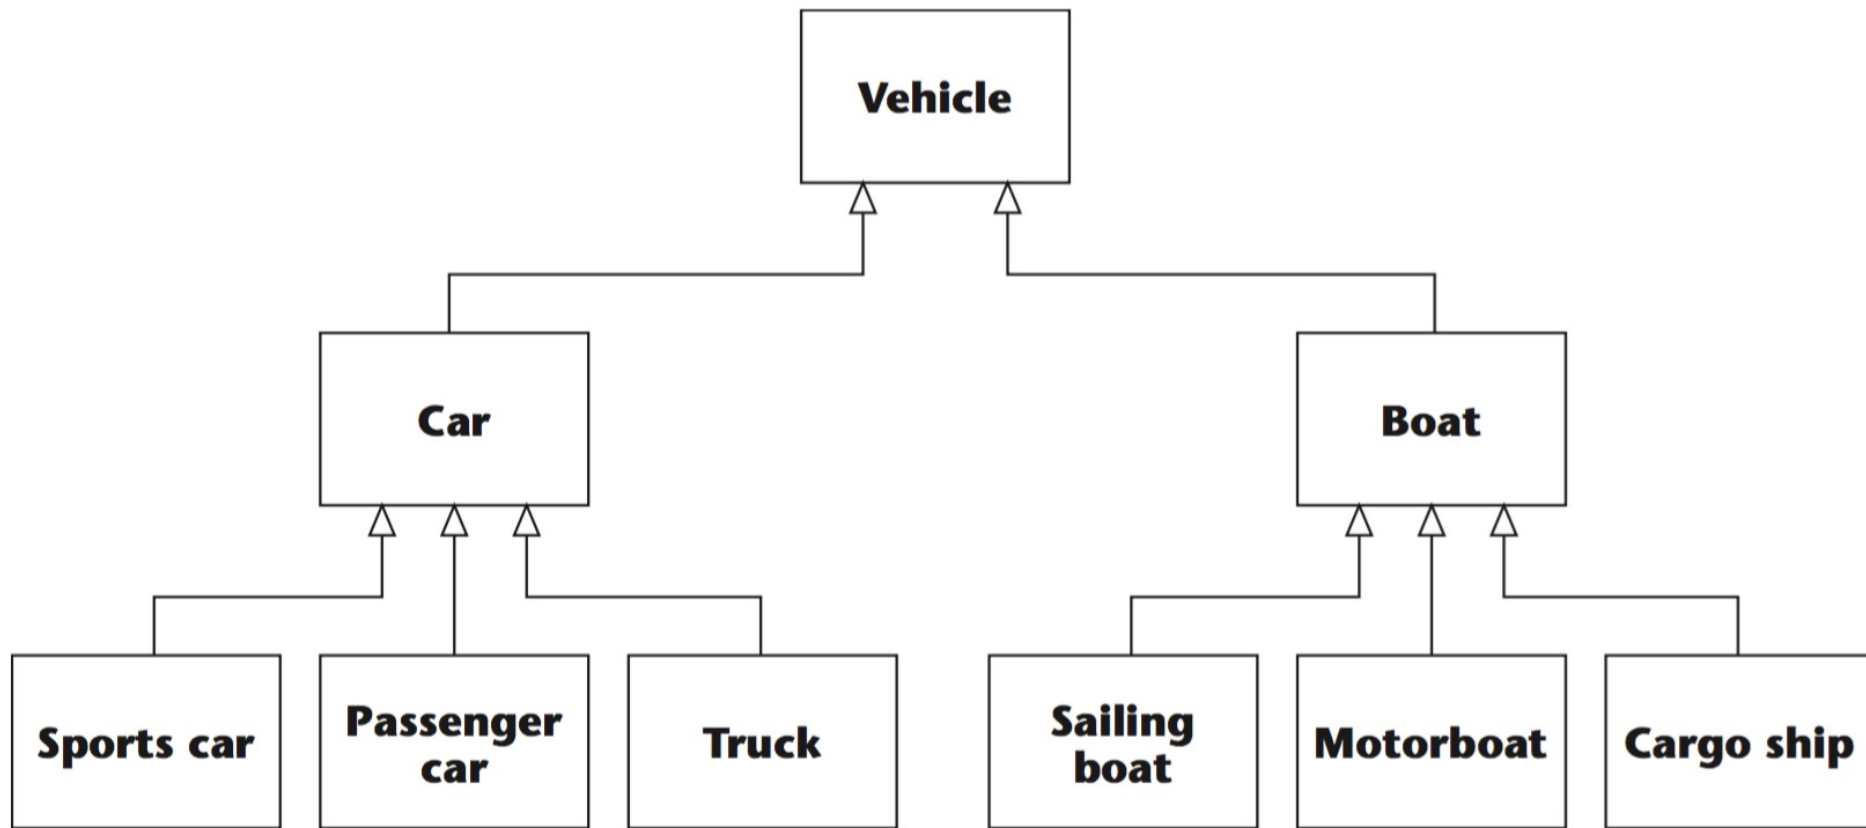 Vehicle
Car
Boat
Sports car
Passenger
car
Truck
Sailing
boat
Motorboat
Cargo ship